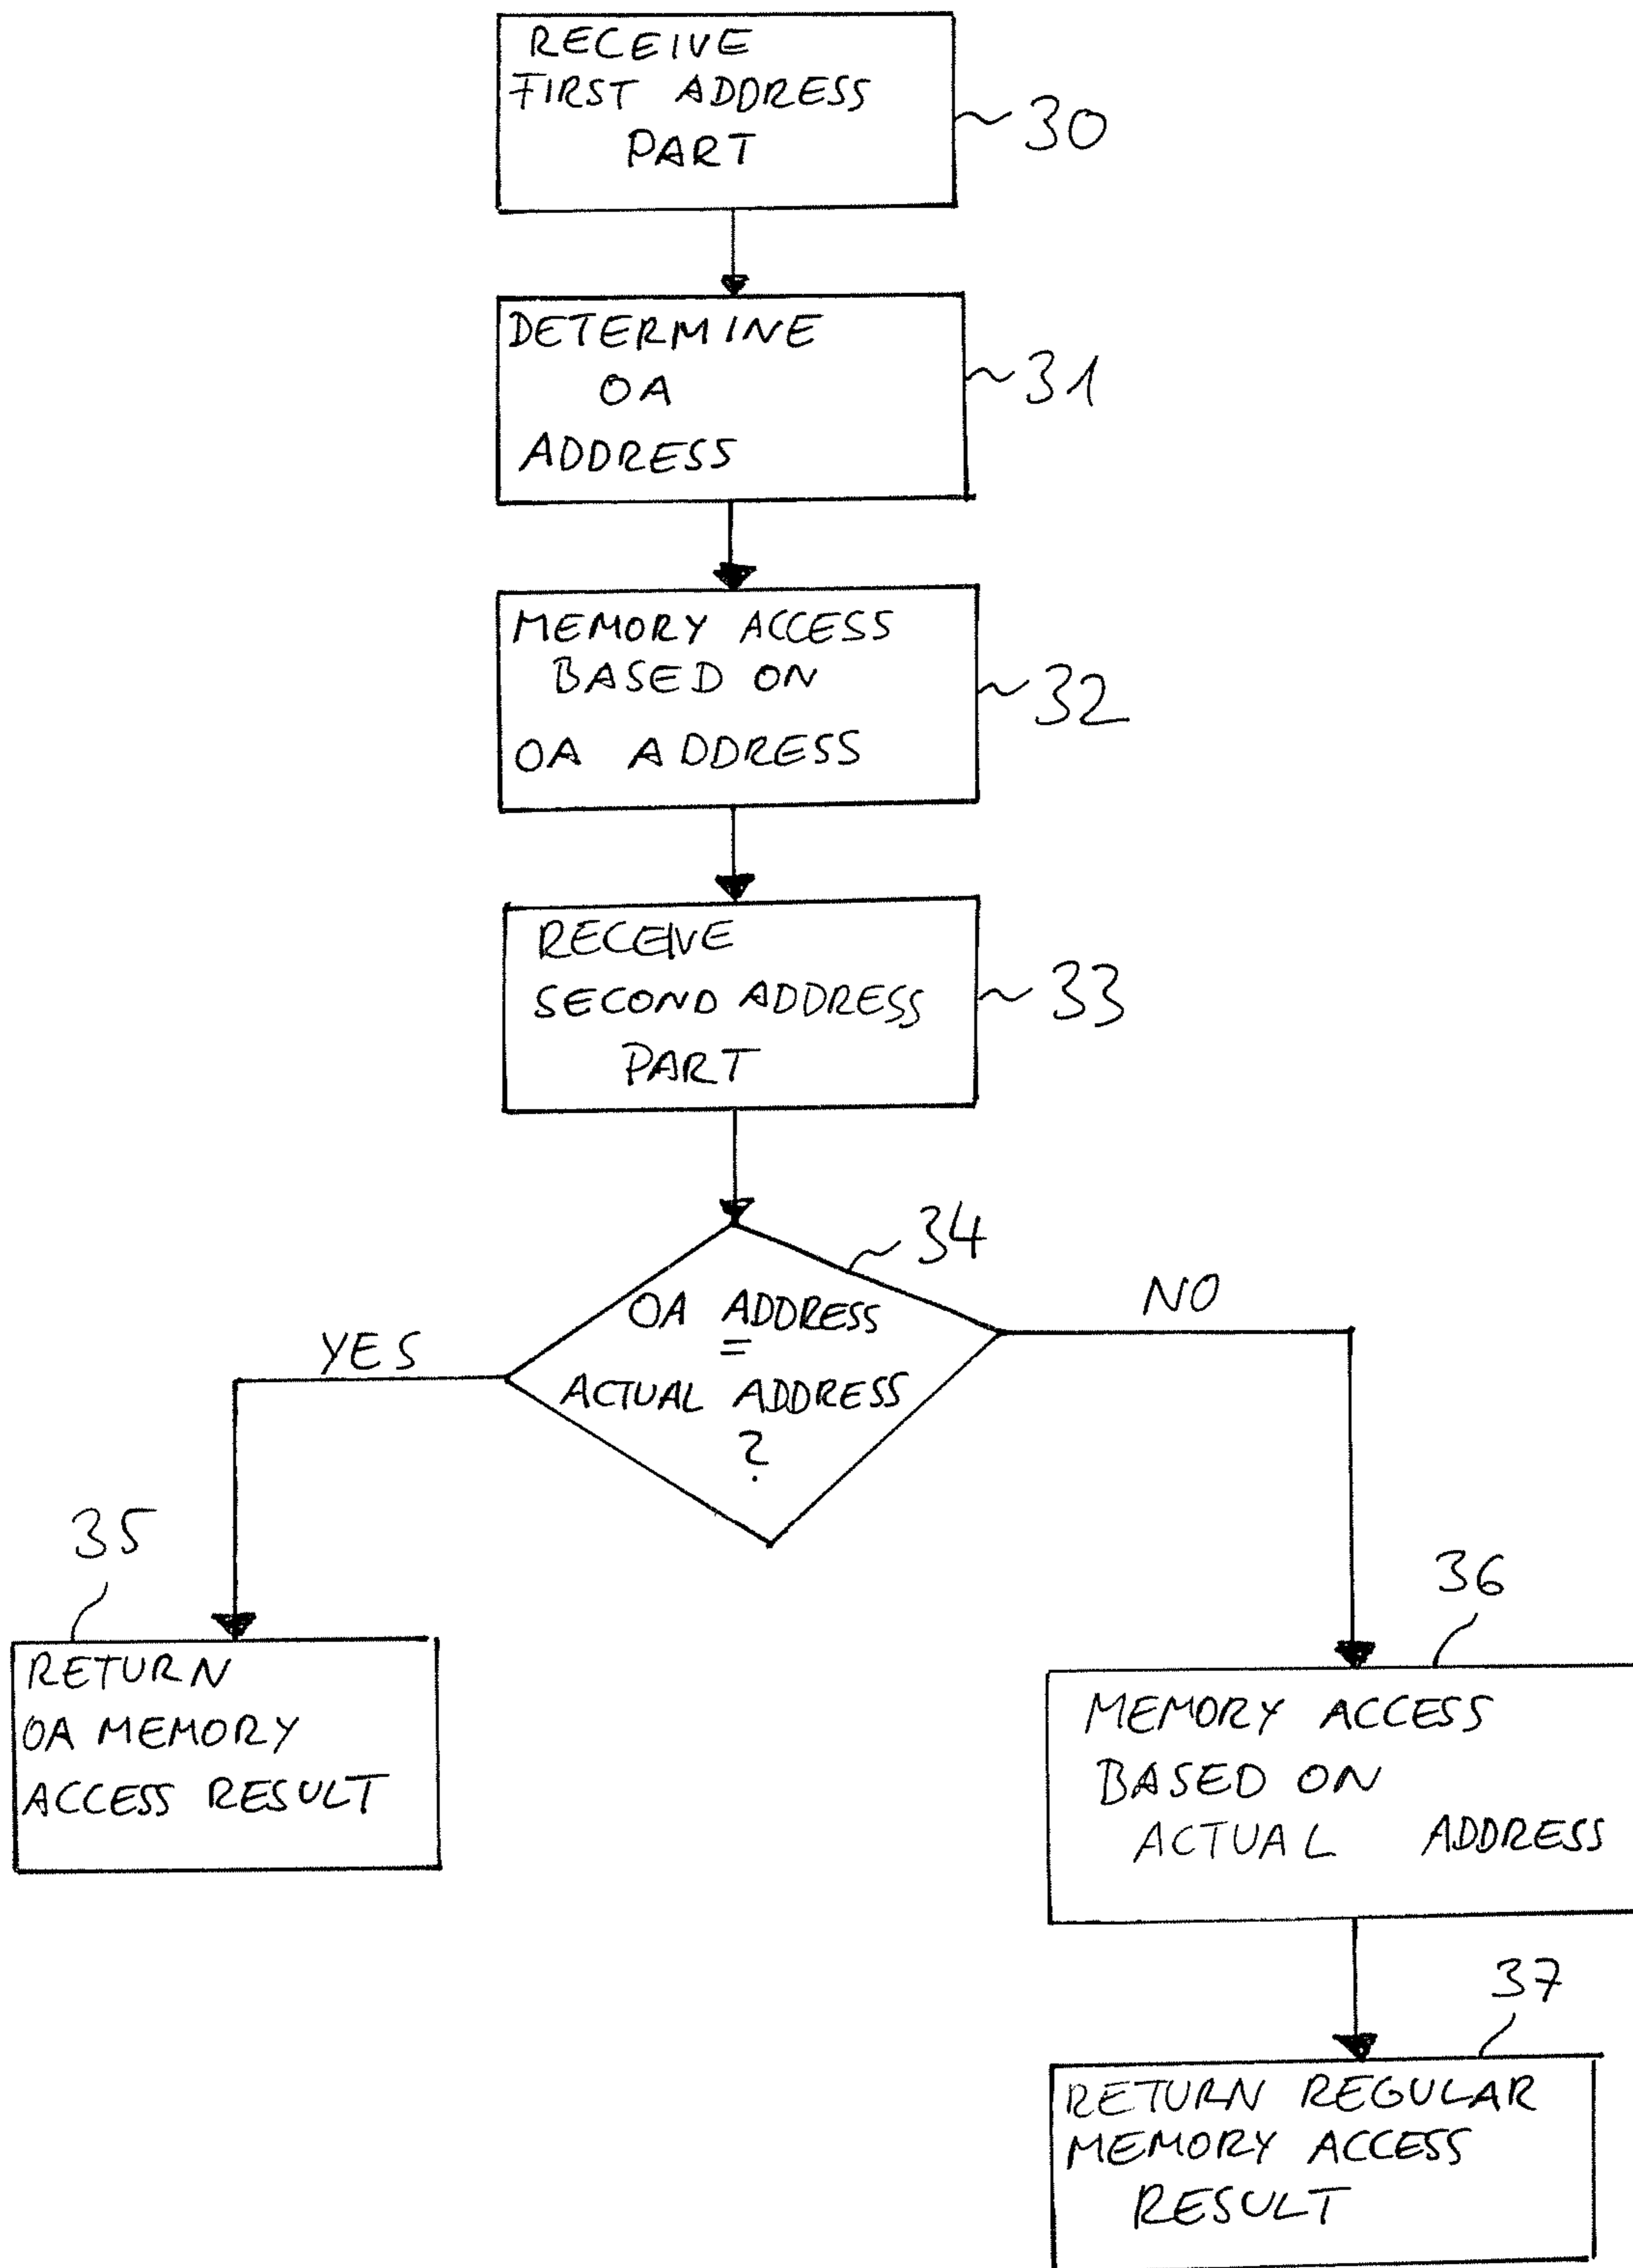 RECEIVE
FIRST ADDRESS
PART
30
DETERMINE
OA
ADDRESS
31
MEMORY ACCESS
BASED ON
OA ADDRESS
32
RECEIVE
SECOND ADDRESS
PART
33
34
OA ADDRESS
=
ACTUAL ADDRESS
?
YES
NO
35
RETURN
OA MEMORY
ACCESS RESULT
36
MEMORY ACCESS
BASED ON
ACTUAL ADDRESS
37
RETURN REGULAR
MEMORY ACCESS
RESULT